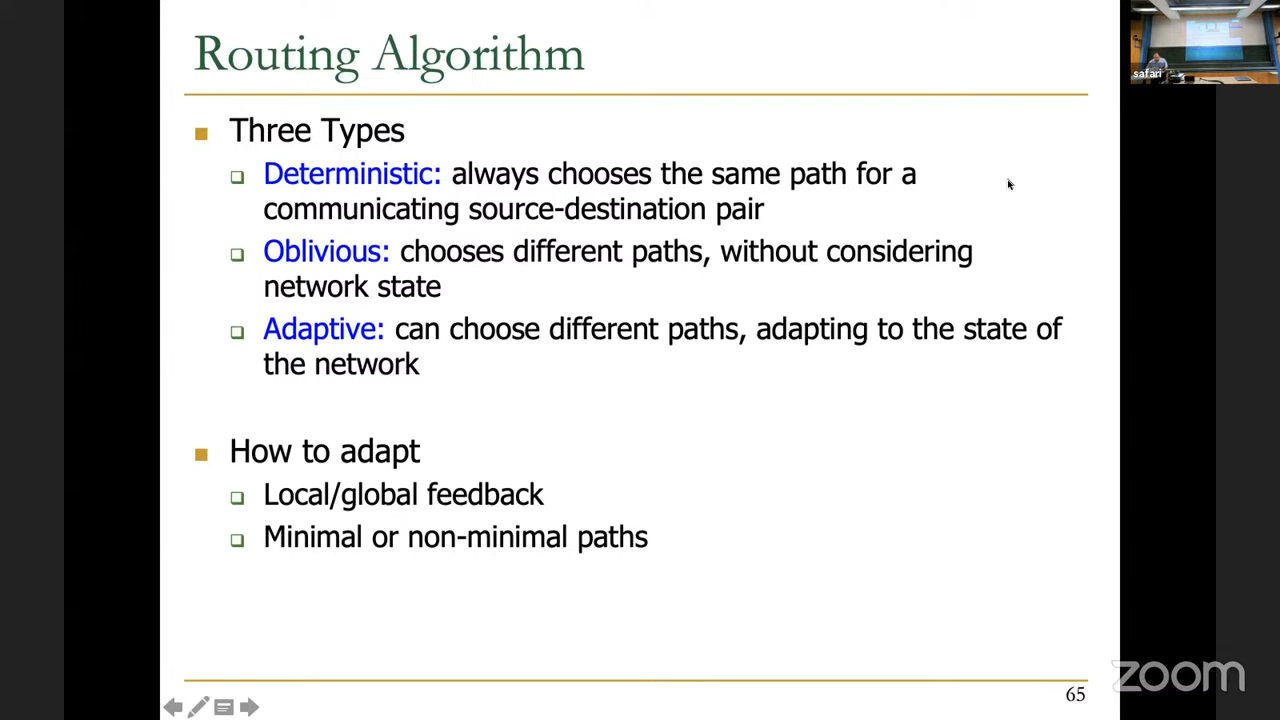 Routing Algorithm
Three Types
Deterministic: always chooses the same path for a
communicating source-destination pair
Oblivious: chooses different paths, without considering
network state
Adaptive: can choose different paths, adapting to the state of
the network
How to adapt
Local/global feedback
Minimal or non-minimal paths
65
safari
zoom